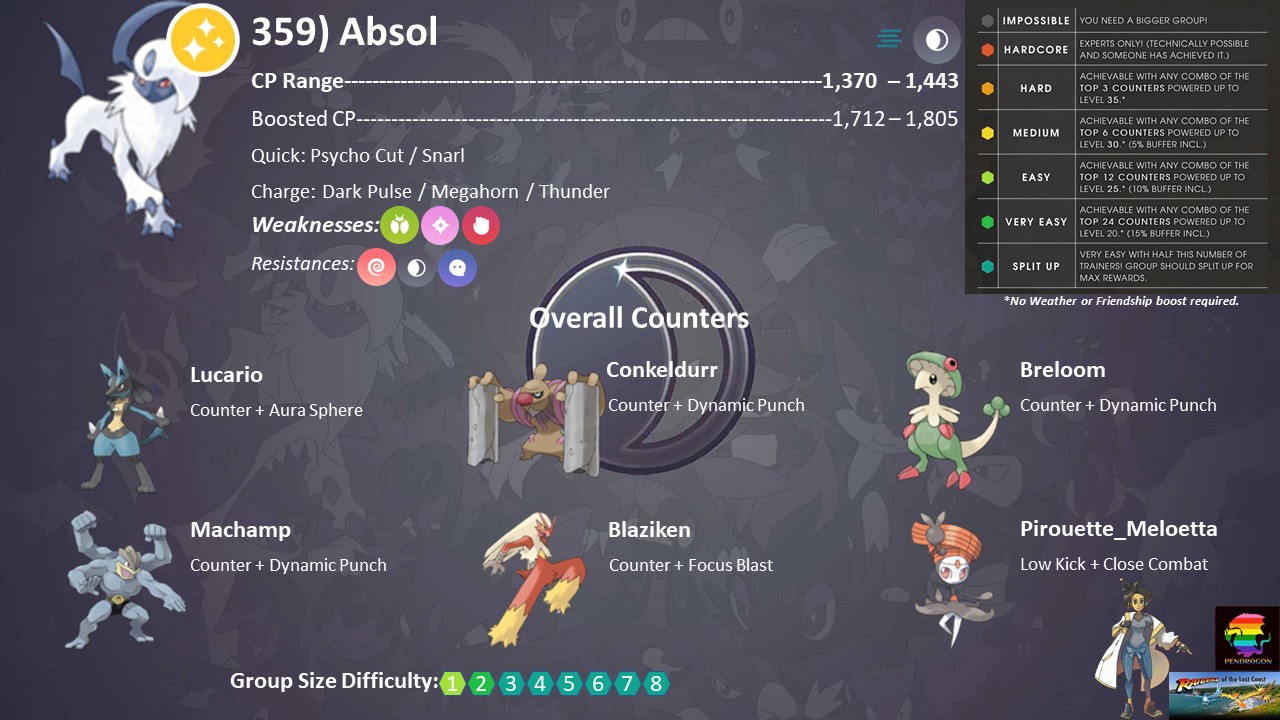 359) Absol
CP Range--------------------------------------------------------------------1,370 – 1,443
Boosted CP--------------------------------------------------------------------1,712 – 1,805
Quick: Psycho Cut / Snarl
Charge: Dark Pulse / Megahorn / Thunder
Weaknesses:
Resistances:
IMPOSSIBLE YOU NEED A BIGGER GROUP!
HARDCORE EXPERTS ONLY! (TECHNICALLY POSSIBLE
AND SOMEONE HAS ACHIEVED IT.)
HARD ACHIEVABLE WITH ANY COMBO OF THE
TOP 3 COUNTERS POWERED UP TO
LEVEL 35.*
MEDIUM ACHIEVABLE WITH ANY COMBO OF THE
TOP 6 COUNTERS POWERED UP TO
LEVEL 30.* (5% BUFFER INCL.)
EASY ACHIEVABLE WITH ANY COMBO OF THE
TOP 12 COUNTERS POWERED UP TO
LEVEL 25.* (10% BUFFER INCL.)
VERY EASY ACHIEVABLE WITH ANY COMBO OF THE
TOP 24 COUNTERS POWERED UP TO
LEVEL 20.* (15% BUFFER INCL.)
SPLIT UP VERY EASY WITH HALF THIS NUMBER OF
TRAINERS! GROUP SHOULD SPLIT UP FOR
MAX REWARDS.
*No Weather or Friendship boost required.
Overall Counters
Lucario
Counter + Aura Sphere
Conkeldurr
Counter + Dynamic Punch
Breloom
Counter + Dynamic Punch
Machamp
Counter + Dynamic Punch
Blaziken
Counter + Focus Blast
Pirouette_Meloetta
Low Kick + Close Combat
Group Size Difficulty: 1 2 3 4 5 6 7 8
PENDRAGON
RAIDERS of the Lost Coast